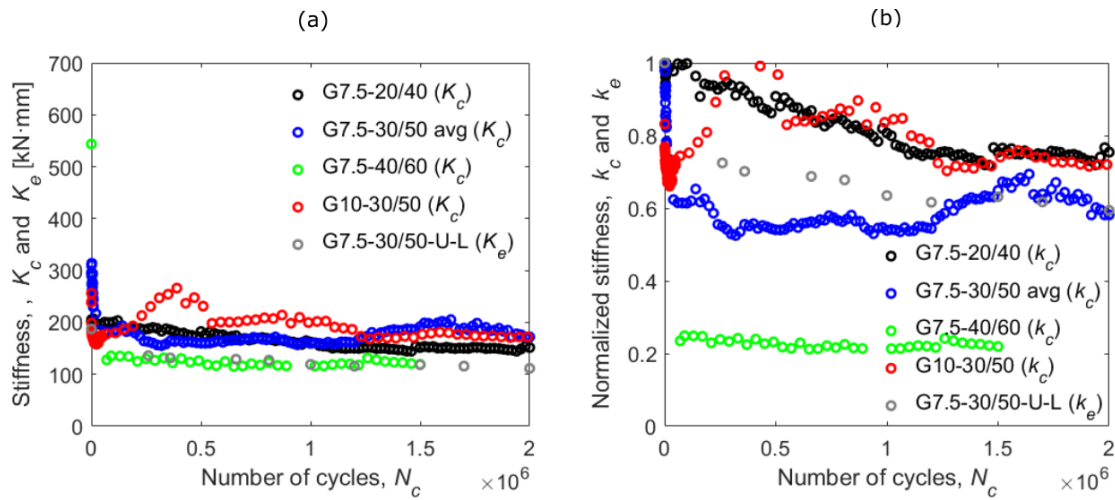 (a)
700
600
500
400
300
200
100
0
Stiffness, , K_c and K_e [kN·mm]
G7.5-20/40 (K_c)
G7.5-30/50 avg (K_c)
G7.5-40/60 (K_c)
G10-30/50 (K_c)
G7.5-30/50-U-L (K_e)
0
0.5
1
1.5
2
Number of cycles, N_c
×10^6
(b)
1
0.8
0.6
0.4
0.2
0
Normalized stiffness, k_c and k_e
G7.5-20/40 (k_c)
G7.5-30/50 avg (k_c)
G7.5-40/60 (k_c)
G10-30/50 (k_c)
G7.5-30/50-U-L (k_e)
0
0.5
1
1.5
2
Number of cycles, N_c
×10^6